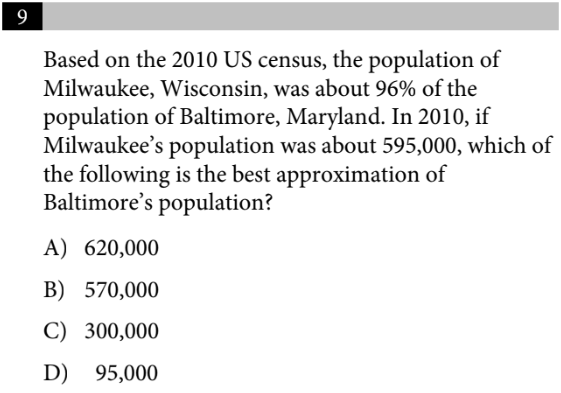 9
Based on the 2010 US census, the population of
Milwaukee, Wisconsin, was about 96% of the
population of Baltimore, Maryland. In 2010, if
Milwaukee’s population was about 595,000, which of
the following is the best approximation of
Baltimore’s population?
A) 620,000
B) 570,000
C) 300,000
D) 95,000